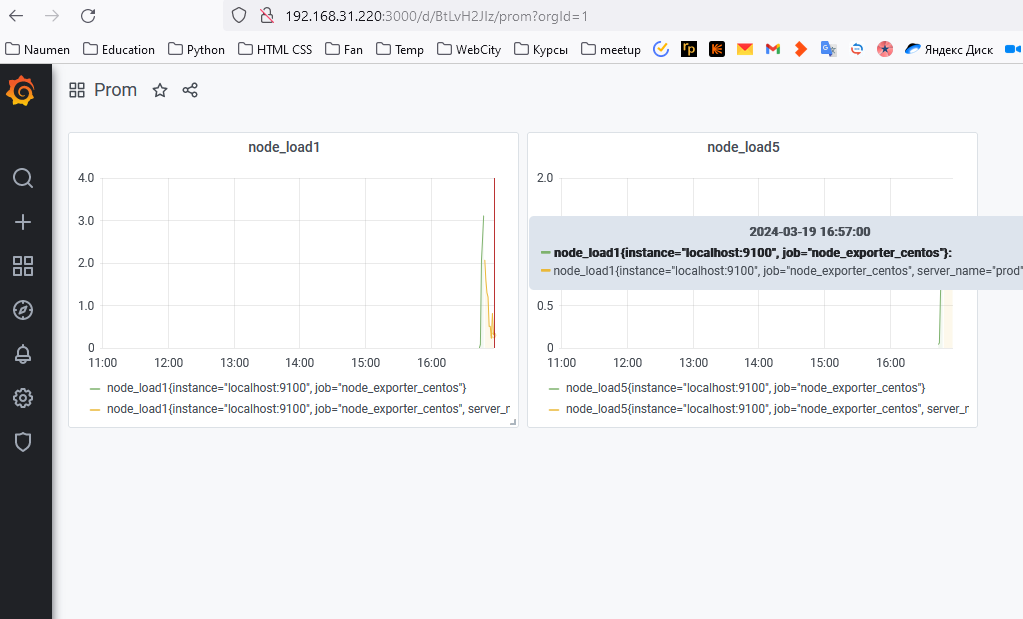 192.168.31.220:3000/d/BtLvH2JIz/prom?orgId=1
Naumen Education Python HTML CSS Fan Temp WebCity Курсы meetup rp Яндекс Диск
Prom
node_load1
4.0
3.0
2.0
1.0
0
11:00 12:00 13:00 14:00 15:00 16:00
node_load1{instance="localhost:9100", job="node_exporter_centos"}
node_load1{instance="localhost:9100", job="node_exporter_centos", server_r
node_load5
2.0
2024-03-19 16:57:00
node_load1{instance="localhost:9100", job="node_exporter_centos"}:
node_load1{instance="localhost:9100", job="node_exporter_centos", server_name="prod"
0.5
0
11:00 12:00 13:00 14:00 15:00 16:00
node_load5{instance="localhost:9100", job="node_exporter_centos"}
node_load5{instance="localhost:9100", job="node_exporter_centos", server_r